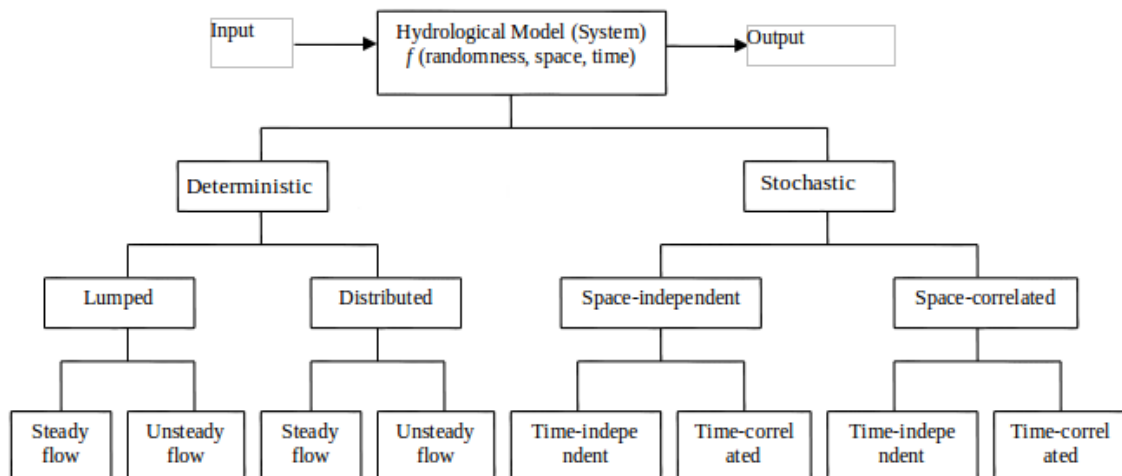 Input
Hydrological Model (System)
f (randomness, space, time)
Output
Deterministic
Stochastic
Lumped
Distributed
Space-independent
Space-correlated
Steady
flow
Unsteady
flow
Steady
flow
Unsteady
flow
Time-indepe
ndent
Time-correl
ated
Time-indepe
ndent
Time-correl
ated